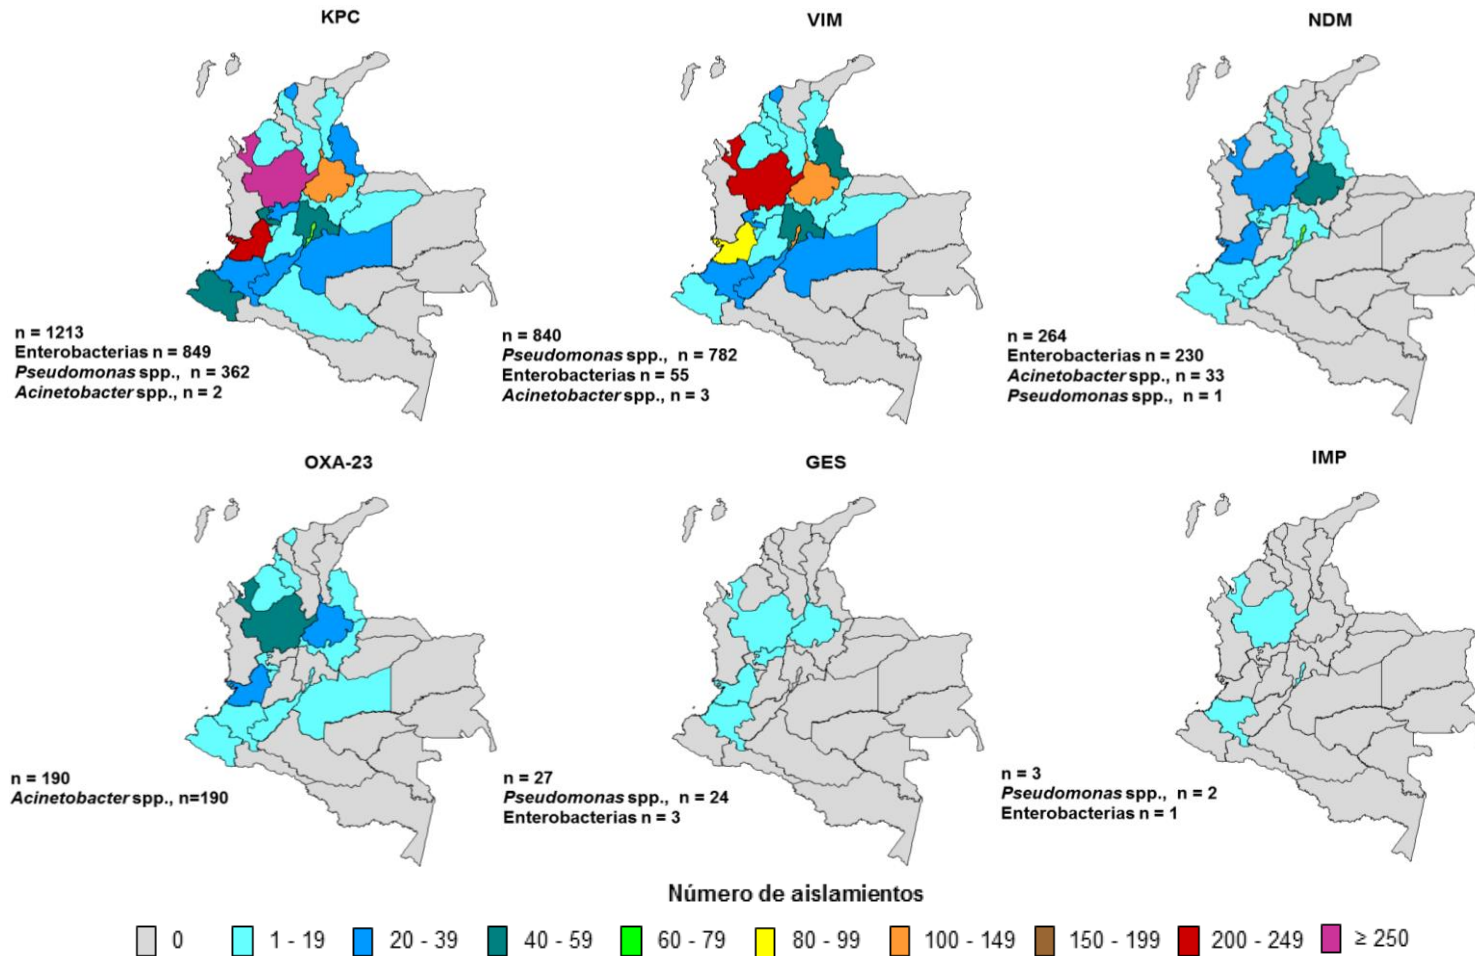 KPC
VIM
NDM
n = 1213
Enterobacterias n = 849
Pseudomonas spp., n = 362
Acinetobacter spp., n = 2
n = 840
Pseudomonas spp., n = 782
Enterobacterias n = 55
Acinetobacter spp., n = 3
n = 264
Enterobacterias n = 230
Acinetobacter spp., n = 33
Pseudomonas spp., n = 1
OXA-23
GES
IMP
n = 190
Acinetobacter spp., n=190
n = 27
Pseudomonas spp., n = 24
Enterobacterias n = 3
n = 3
Pseudomonas spp., n = 2
Enterobacterias n = 1
Número de aislamientos
0 1 - 19 20 - 39 40 - 59 60 - 79 80 - 99 100 - 149 150 - 199 200 - 249 ≥ 250